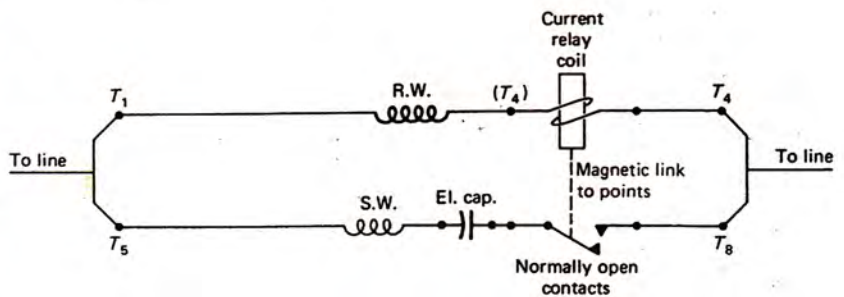 Current
relay
coil
T1
R.W.
(T4)
T4
To line
To line
Magnetic link
to points
S.W.
El. cap.
T5
T8
Normally open
contacts